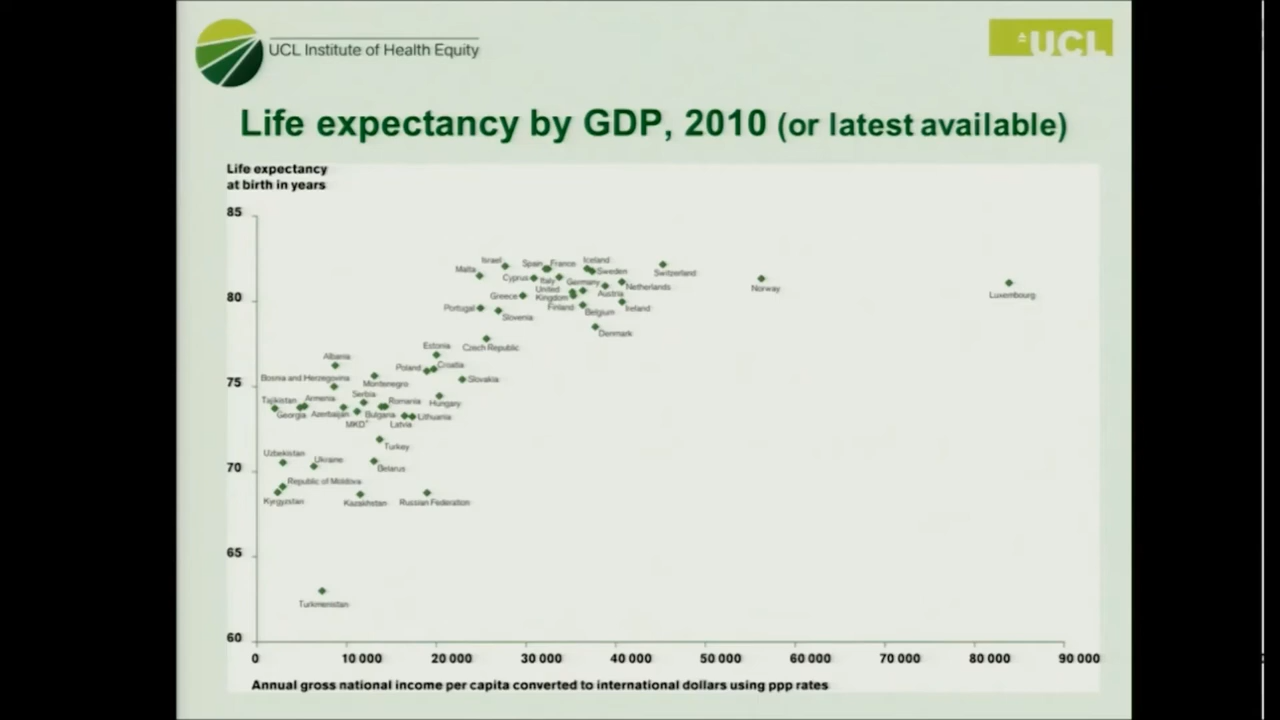 UCL Institute of Health Equity
UCL
Life expectancy by GDP, 2010 (or latest available)
Life expectancy
at birth in years
85
80
75
70
65
60
Israel
Spain
France
Iceland
Malta
Cyprus
Italy
Germany
Sweden
Switzerland
United
Kingdom
Austria
Netherlands
Norway
Luxembourg
Greece
Portugal
Slovenia
Finland
Belgium
Ireland
Denmark
Estonia
Czech Republic
Albania
Poland
Croatia
Bosnia and Herzegovina
Montenegro
Slovakia
Tajikistan
Armenia
Serbia
Romania
Hungary
Georgia
Azerbaijan
Bulgaria
Lithuania
MKD
Latvia
Turkey
Uzbekistan
Ukraine
Belarus
Republic of Moldova
Kyrgyzstan
Kazakhstan
Russian Federation
Turkmenistan
0 10 000 20 000 30 000 40 000 50 000 60 000 70 000 80 000 90 000
Annual gross national income per capita converted to international dollars using ppp rates